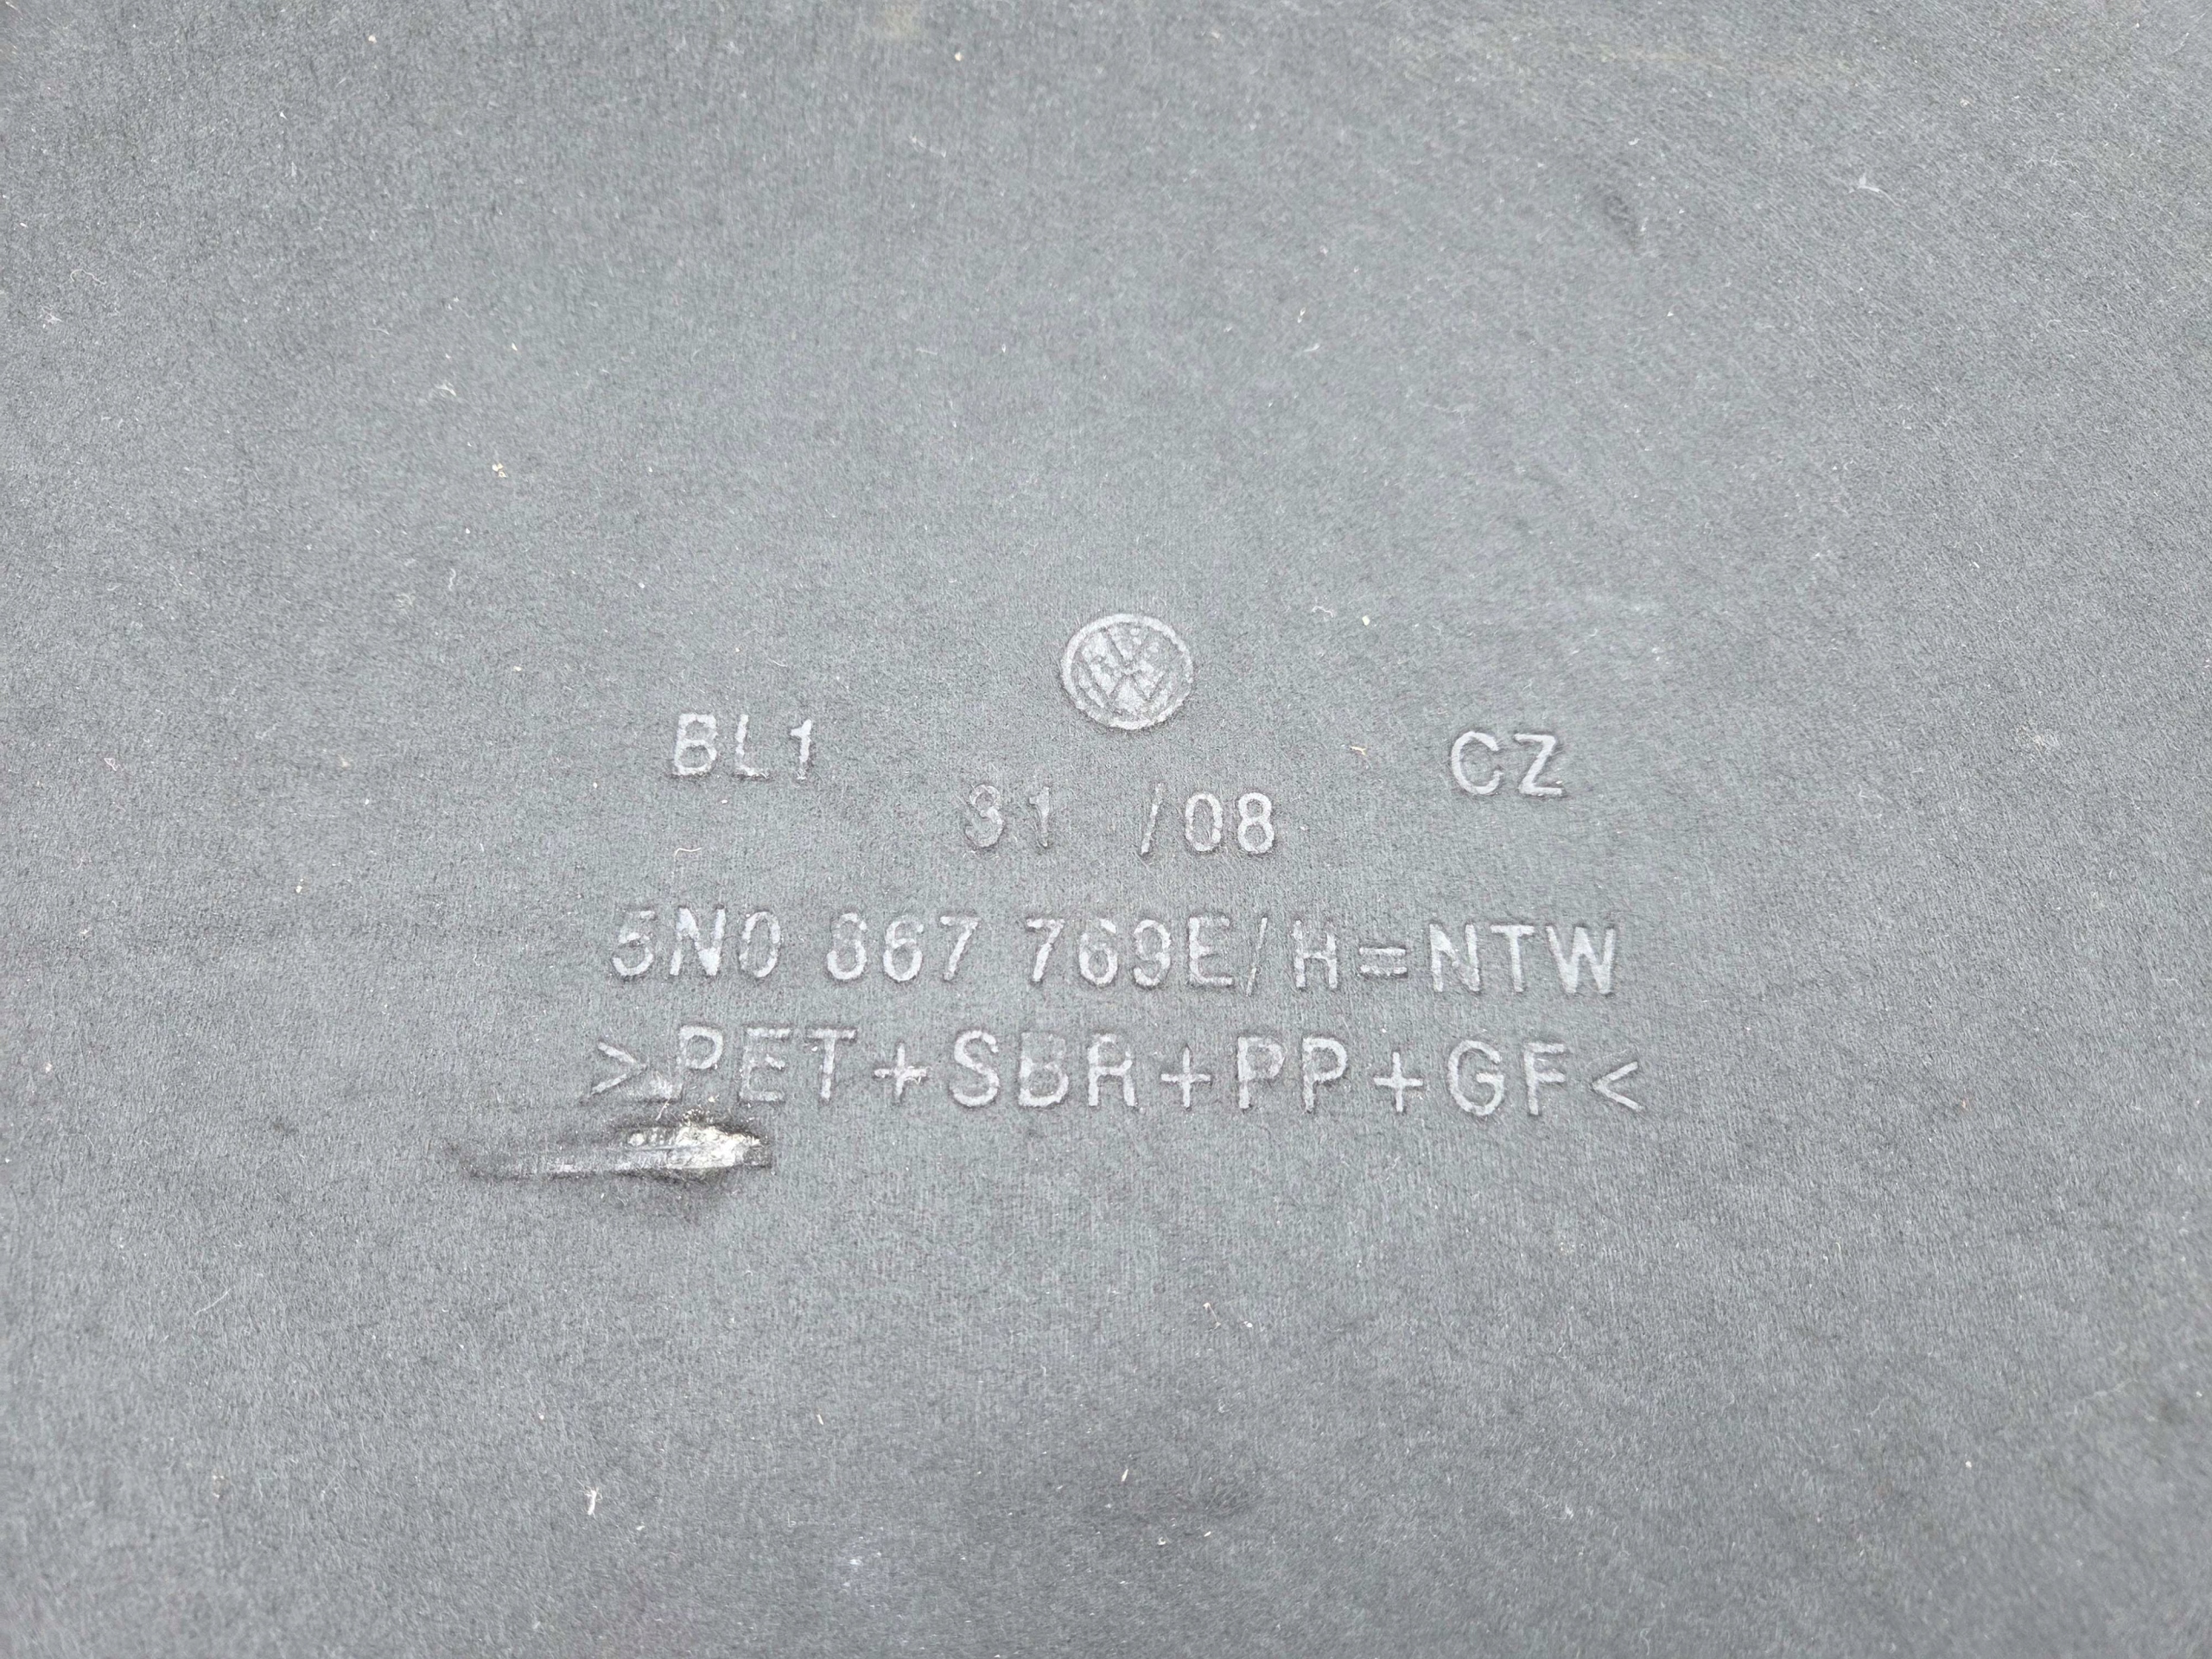 BL1 CZ
31 /08
5N0 867 769E/H=NTW
>PET+SBR+PP+GF<